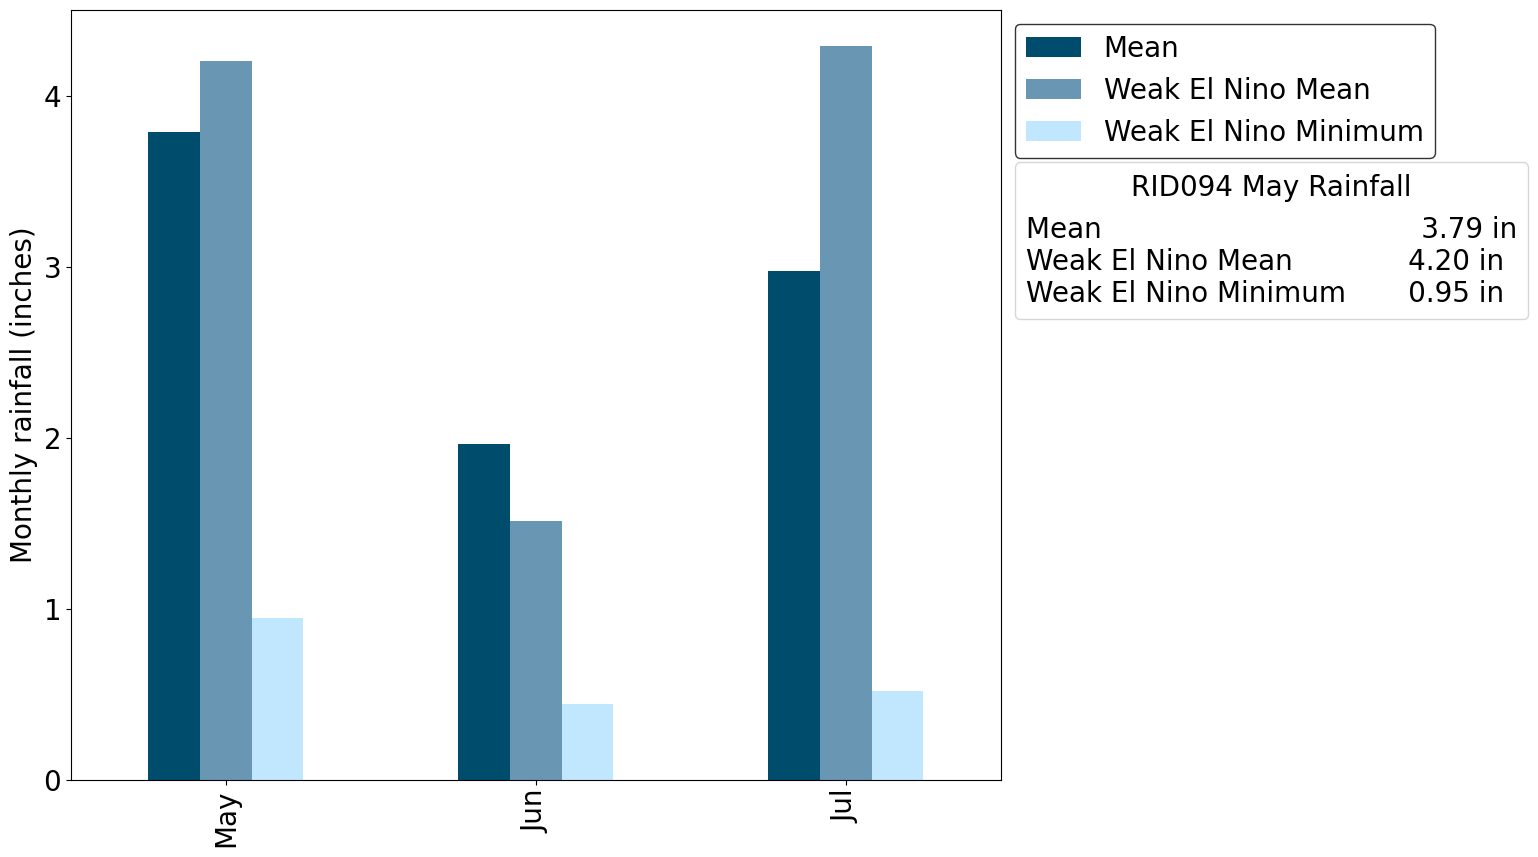 Monthly rainfall (inches)
4
3
2
1
0
May
Jun
Jul
Mean
Weak El Nino Mean
Weak El Nino Minimum
RID094 May Rainfall
Mean 3.79 in
Weak El Nino Mean 4.20 in
Weak El Nino Minimum 0.95 in